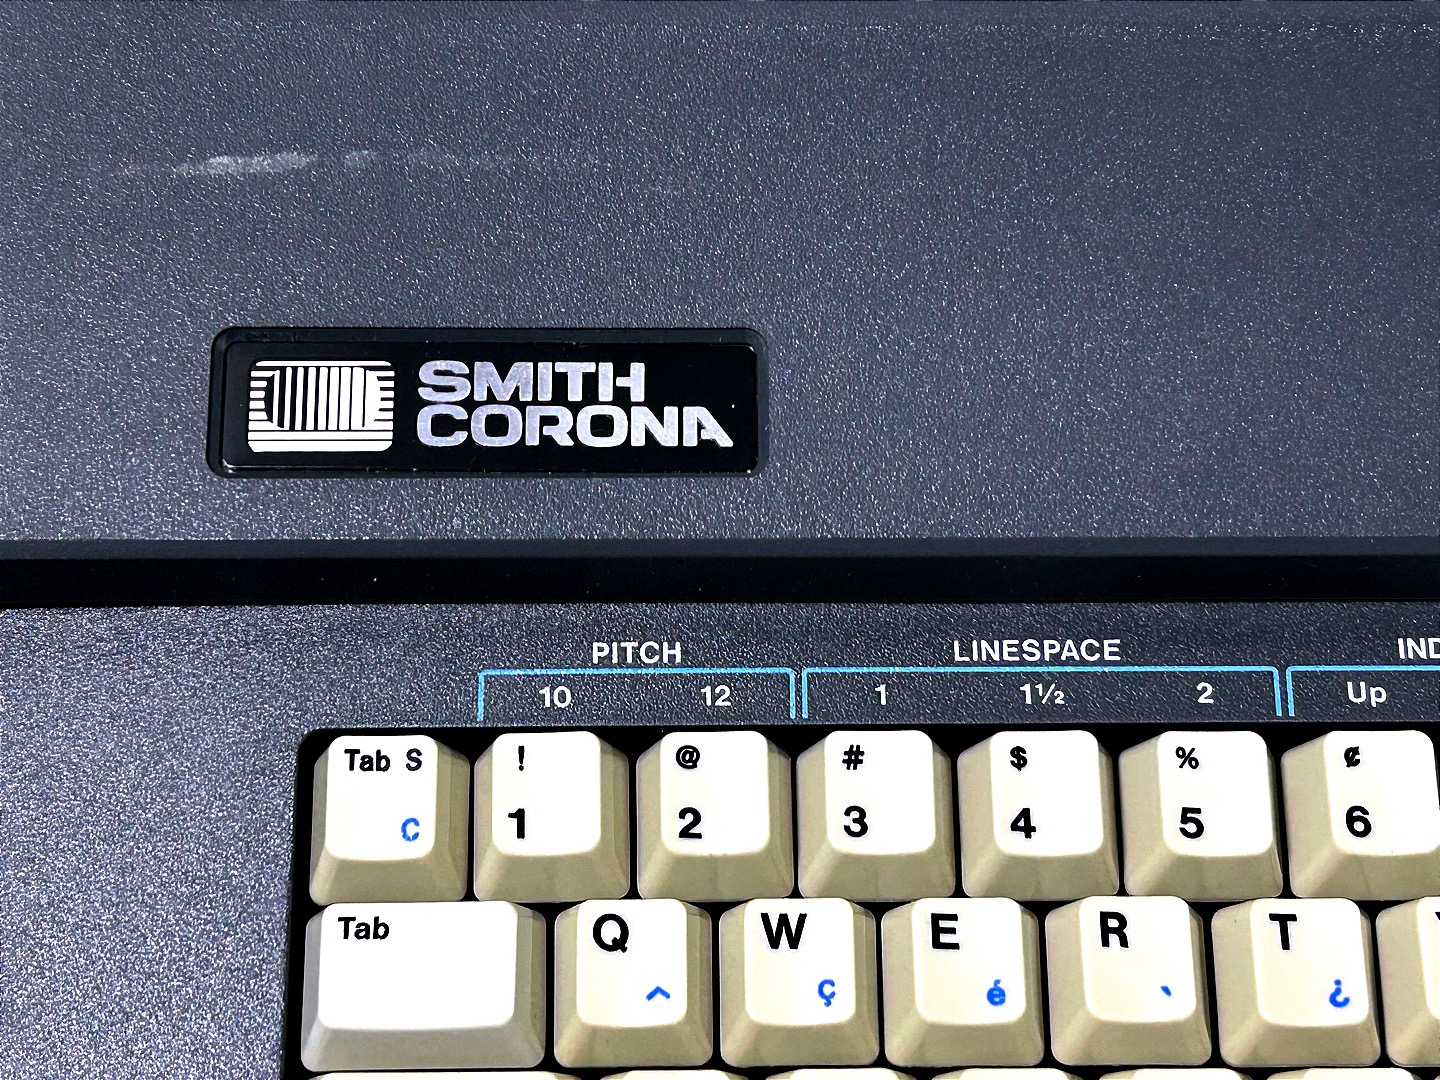 SMITH
CORONA
PITCH LINESPACE IND
10 12 1 1½ 2 Up
Tab S ! @ # $ % ¢
C 1 2 3 4 5 6
Tab Q W E R T
^ ç é ` ¿